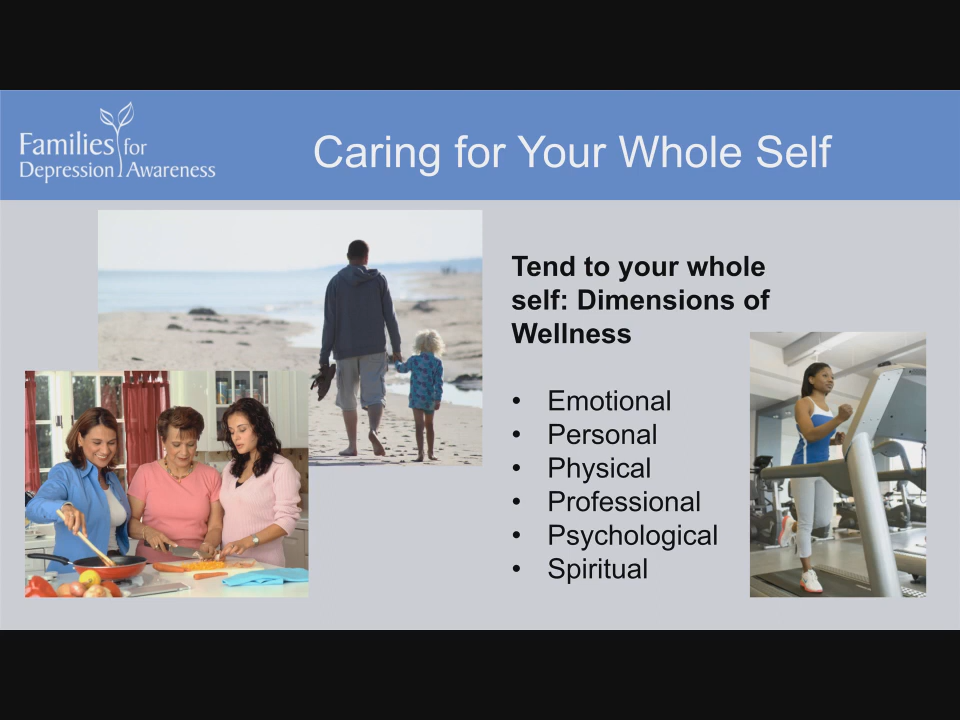 Families for
Depression Awareness
Caring for Your Whole Self
Tend to your whole
self: Dimensions of
Wellness
• Emotional
• Personal
• Physical
• Professional
• Psychological
• Spiritual